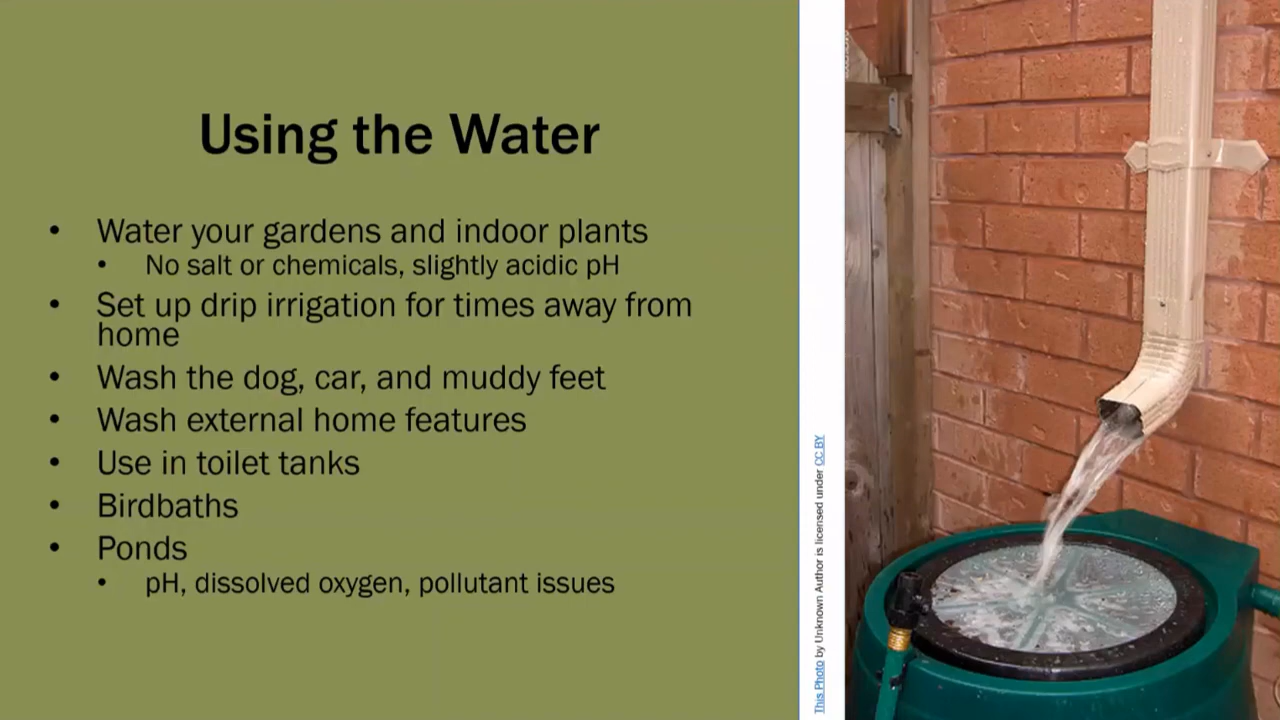 Using the Water
• Water your gardens and indoor plants
• No salt or chemicals, slightly acidic pH
• Set up drip irrigation for times away from
home
• Wash the dog, car, and muddy feet
• Wash external home features
• Use in toilet tanks
• Birdbaths
• Ponds
• pH, dissolved oxygen, pollutant issues
This Photo by Unknown Author is licensed under CC BY